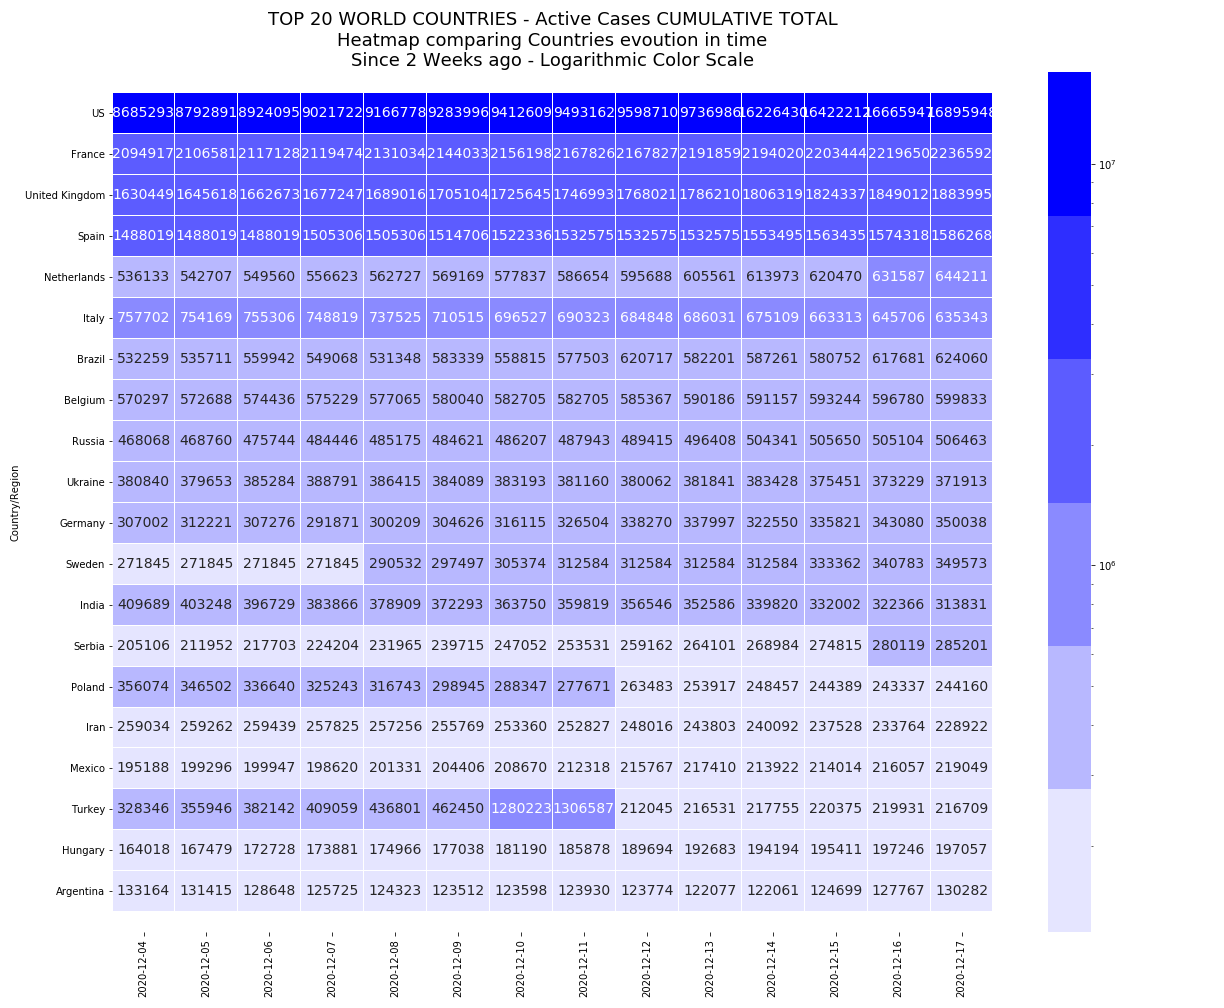 TOP 20 WORLD COUNTRIES - Active Cases CUMULATIVE TOTAL
Heatmap comparing Countries evoution in time
Since 2 Weeks ago - Logarithmic Color Scale
US 8685293 8792891 8924095 9021722 9166778 9283996 9412609 9493162 9598710 9736986 16226430 16422212 16665947 16895948
France 2094917 2106581 2117128 2119474 2131034 2144033 2156198 2167826 2167827 2191859 2194020 2203444 2219650 2236592
United Kingdom 1630449 1645618 1662673 1677247 1689016 1705104 1725645 1746993 1768021 1786210 1806319 1824337 1849012 1883995
Spain 1488019 1488019 1488019 1505306 1505306 1514706 1522336 1532575 1532575 1532575 1553495 1563435 1574318 1586268
Netherlands 536133 542707 549560 556623 562727 569169 577837 586654 595688 605561 613973 620470 631587 644211
Italy 757702 754169 755306 748819 737525 710515 696527 690323 684848 686031 675109 663313 645706 635343
Brazil 532259 535711 559942 549068 531348 583339 558815 577503 620717 582201 587261 580752 617681 624060
Belgium 570297 572688 574436 575229 577065 580040 582705 582705 585367 590186 591157 593244 596780 599833
Russia 468068 468760 475744 484446 485175 484621 486207 487943 489415 496408 504341 505650 505104 506463
Ukraine 380840 379653 385284 388791 386415 384089 383193 381160 380062 381841 383428 375451 373229 371913
Germany 307002 312221 307276 291871 300209 304626 316115 326504 338270 337997 322550 335821 343080 350038
Sweden 271845 271845 271845 271845 290532 297497 305374 312584 312584 312584 312584 333362 340783 349573
India 409689 403248 396729 383866 378909 372293 363750 359819 356546 352586 339820 332002 322366 313831
Serbia 205106 211952 217703 224204 231965 239715 247052 253531 259162 264101 268984 274815 280119 285201
Poland 356074 346502 336640 325243 316743 298945 288347 277671 263483 253917 248457 244389 243337 244160
Iran 259034 259262 259439 257825 257256 255769 253360 252827 248016 243803 240092 237528 233764 228922
Mexico 195188 199296 199947 198620 201331 204406 208670 212318 215767 217410 213922 214014 216057 219049
Turkey 328346 355946 382142 409059 436801 462450 1280223 1306587 212045 216531 217755 220375 219931 216709
Hungary 164018 167479 172728 173881 174966 177038 181190 185878 189694 192683 194194 195411 197246 197057
Argentina 133164 131415 128648 125725 124323 123512 123598 123930 123774 122077 122061 124699 127767 130282
2020-12-04 2020-12-05 2020-12-06 2020-12-07 2020-12-08 2020-12-09 2020-12-10 2020-12-11 2020-12-12 2020-12-13 2020-12-14 2020-12-15 2020-12-16 2020-12-17
Country/Region
10⁷
10⁶